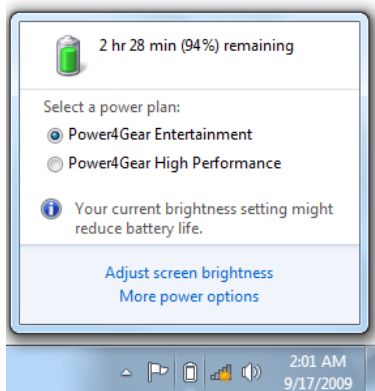 2 hr 28 min (94%) remaining
Select a power plan:
Power4Gear Entertainment
Power4Gear High Performance
Your current brightness setting might
reduce battery life.
Adjust screen brightness
More power options
2:01 AM
9/17/2009